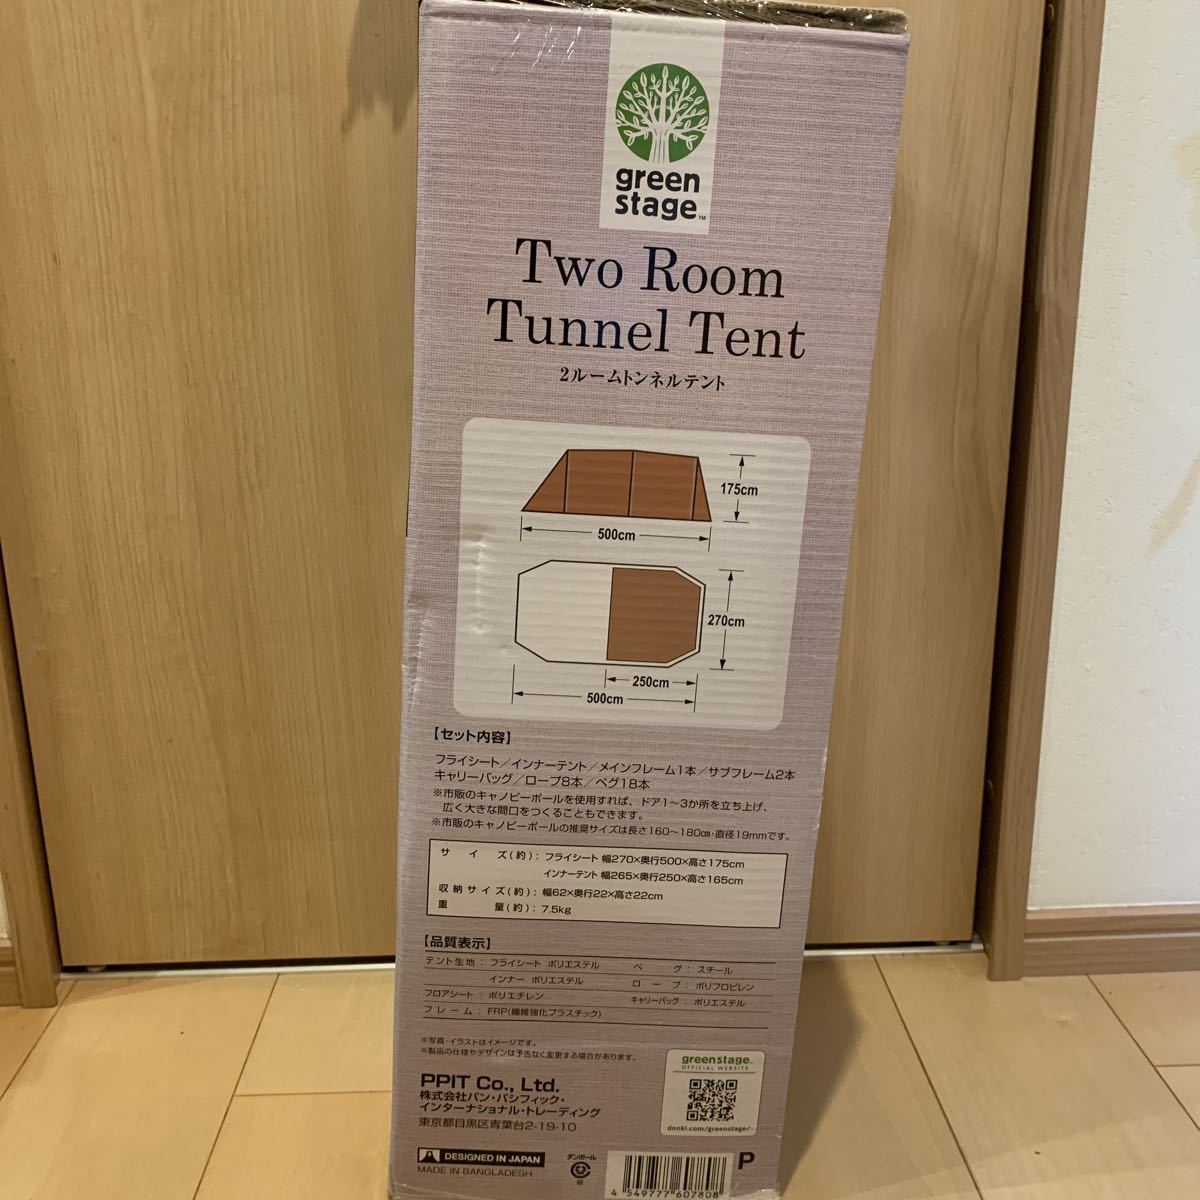 green
stage™
Two Room
Tunnel Tent
2ルームトンネルテント
175cm
500cm
270cm
250cm
500cm
【セット内容】
フライシート／インナーテント／メインフレーム1本／サブフレーム2本
キャリーバッグ／ロープ8本／ペグ18本
※市販のキャノピーポールを使用すれば、ドア1〜3か所を立ち上げ、
広く大きな間口をつくることもできます。
※市販のキャノピーポールの推奨サイズは長さ160〜180㎝・直径19mmです。
サイズ(約)：フライシート 幅270×奥行500×高さ175cm
インナーテント 幅265×奥行250×高さ165cm
収納サイズ(約)：幅62×奥行22×高さ22cm
重量(約)：7.5kg
【品質表示】
テント生地：フライシート ポリエステル ペグ：スチール
インナー ポリエステル ロープ：ポリプロピレン
フロアシート：ポリエチレン キャリーバッグ：ポリエステル
フレーム：FRP(繊維強化プラスチック)
※写真・イラストはイメージです。
※製品の仕様やデザインは予告なく変更する場合があります。
greenstage™
OFFICIAL WEBSITE
donki.com/greenstage/
PPIT Co., Ltd.
株式会社パン・パシフィック・
インターナショナル・トレーディング
東京都目黒区青葉台2-19-10
DESIGNED IN JAPAN
MADE IN BANGLADESH
ダンボール
P
4 549777 607808